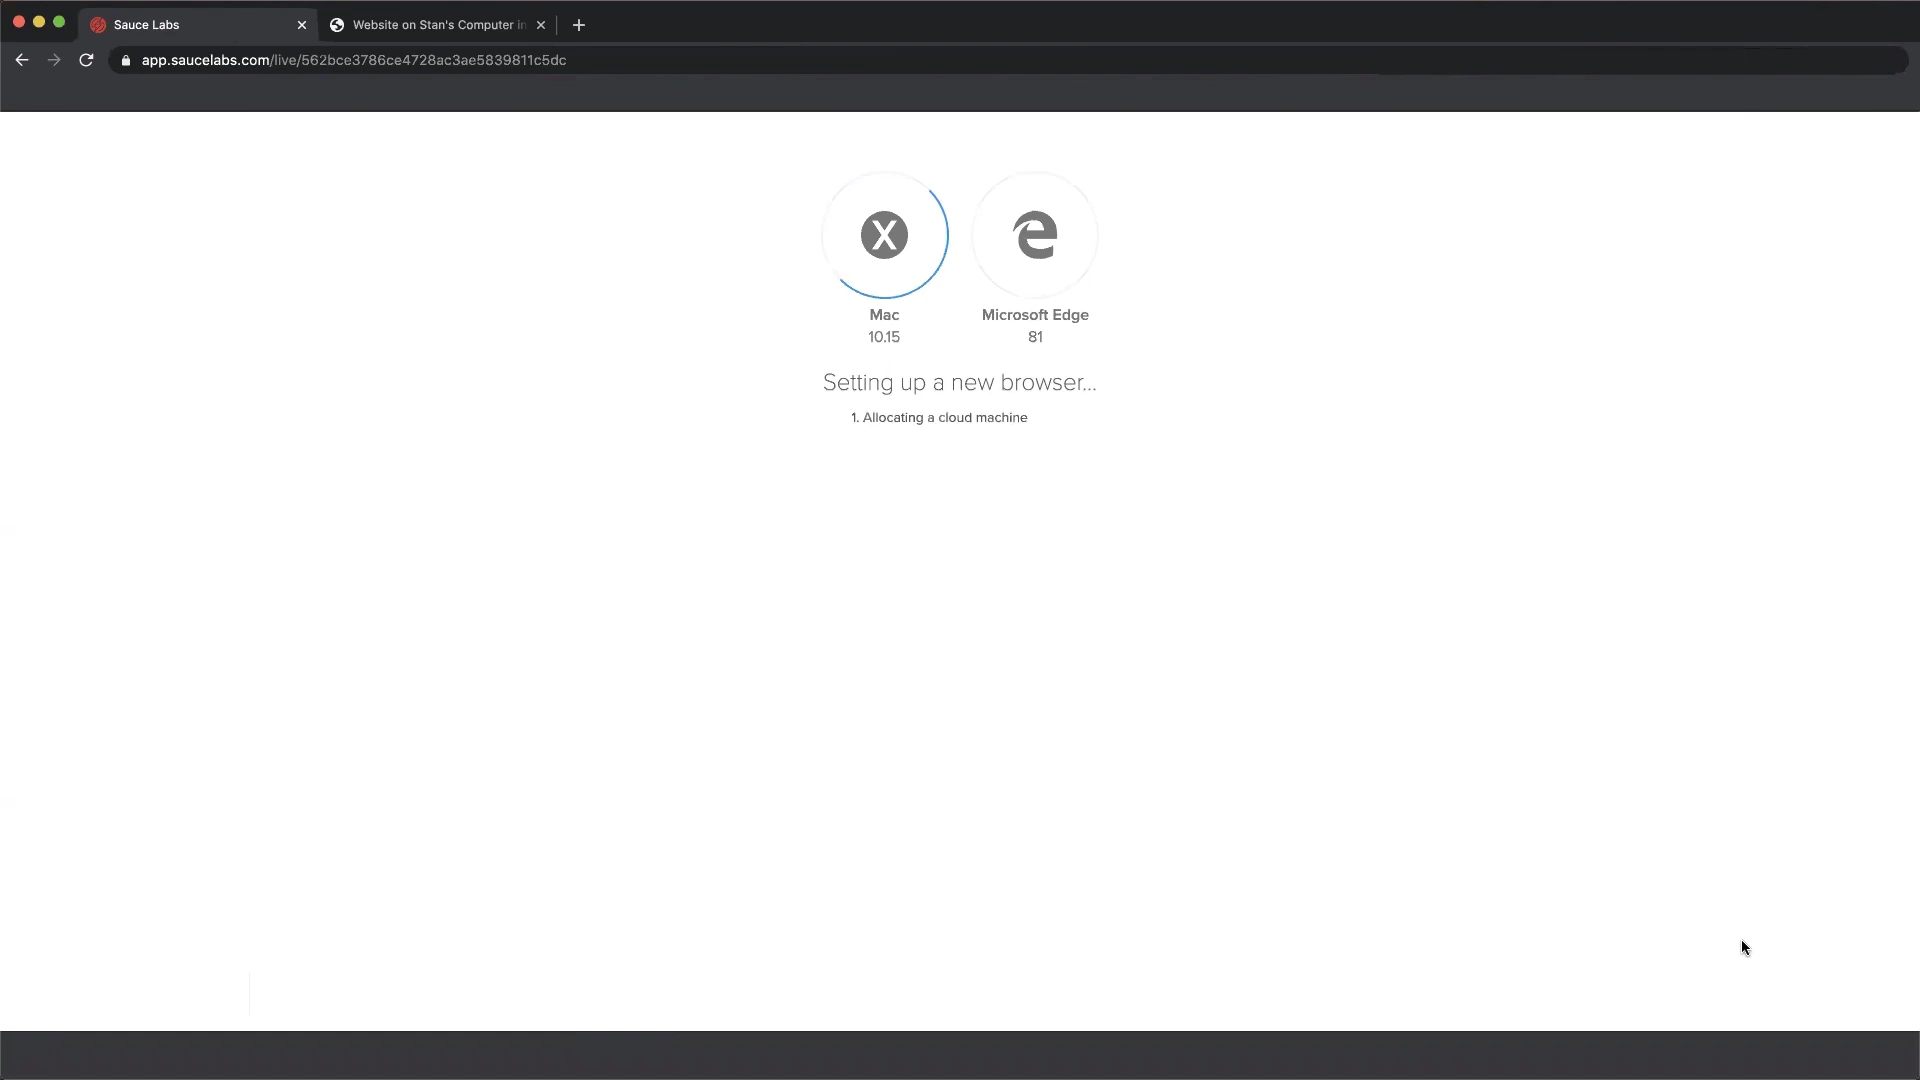 Sauce Labs
Website on Stan's Computer in
app.saucelabs.com/live/562bce3786ce4728ac3ae5839811c5dc
X
Mac
10.15
Microsoft Edge
81
Setting up a new browser...
1. Allocating a cloud machine